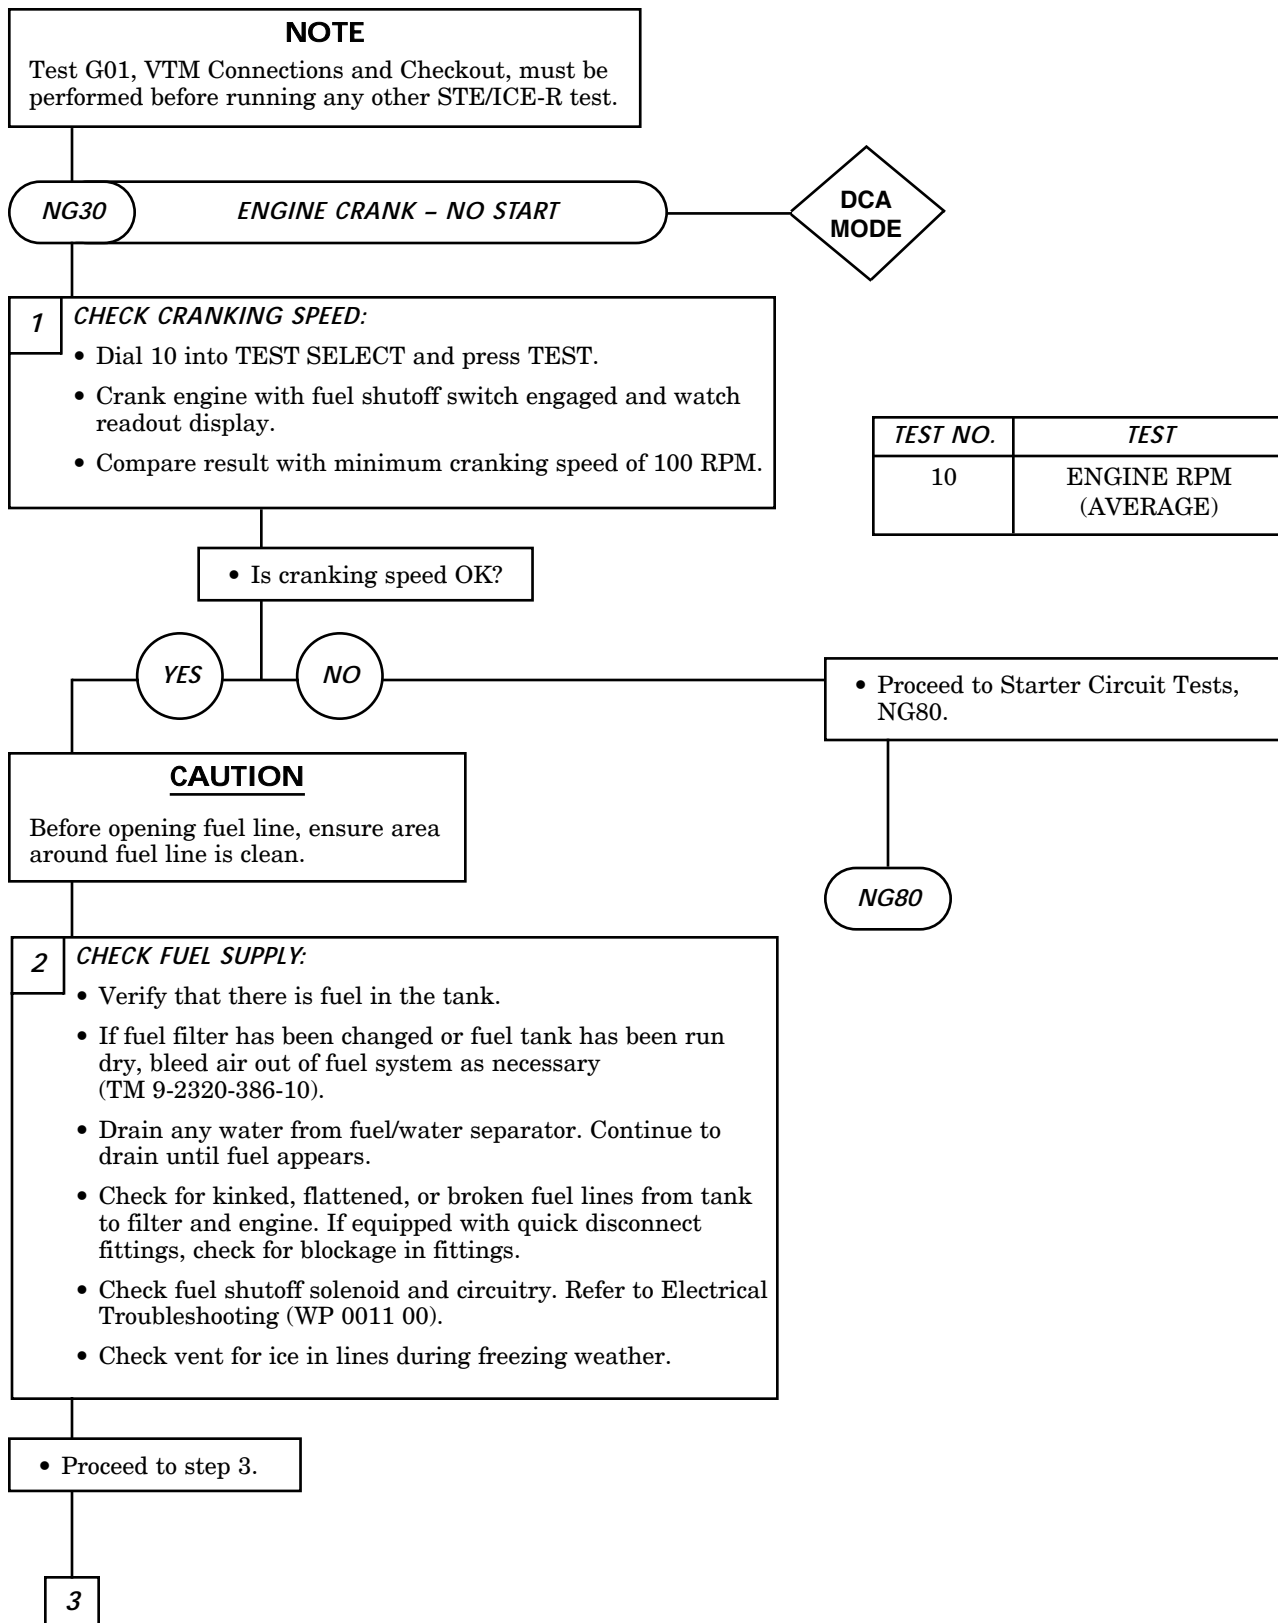 NOTE
Test G01, VTM Connections and Checkout, must be
performed before running any other STE/ICE-R test.
NG30
ENGINE CRANK – NO START
DCA
MODE
1
CHECK CRANKING SPEED:
• Dial 10 into TEST SELECT and press TEST.
• Crank engine with fuel shutoff switch engaged and watch
readout display.
• Compare result with minimum cranking speed of 100 RPM.
TEST NO. TEST
10 ENGINE RPM
(AVERAGE)
• Is cranking speed OK?
YES
NO
• Proceed to Starter Circuit Tests,
NG80.
CAUTION
Before opening fuel line, ensure area
around fuel line is clean.
NG80
2
CHECK FUEL SUPPLY:
• Verify that there is fuel in the tank.
• If fuel filter has been changed or fuel tank has been run
dry, bleed air out of fuel system as necessary
(TM 9-2320-386-10).
• Drain any water from fuel/water separator. Continue to
drain until fuel appears.
• Check for kinked, flattened, or broken fuel lines from tank
to filter and engine. If equipped with quick disconnect
fittings, check for blockage in fittings.
• Check fuel shutoff solenoid and circuitry. Refer to Electrical
Troubleshooting (WP 0011 00).
• Check vent for ice in lines during freezing weather.
• Proceed to step 3.
3